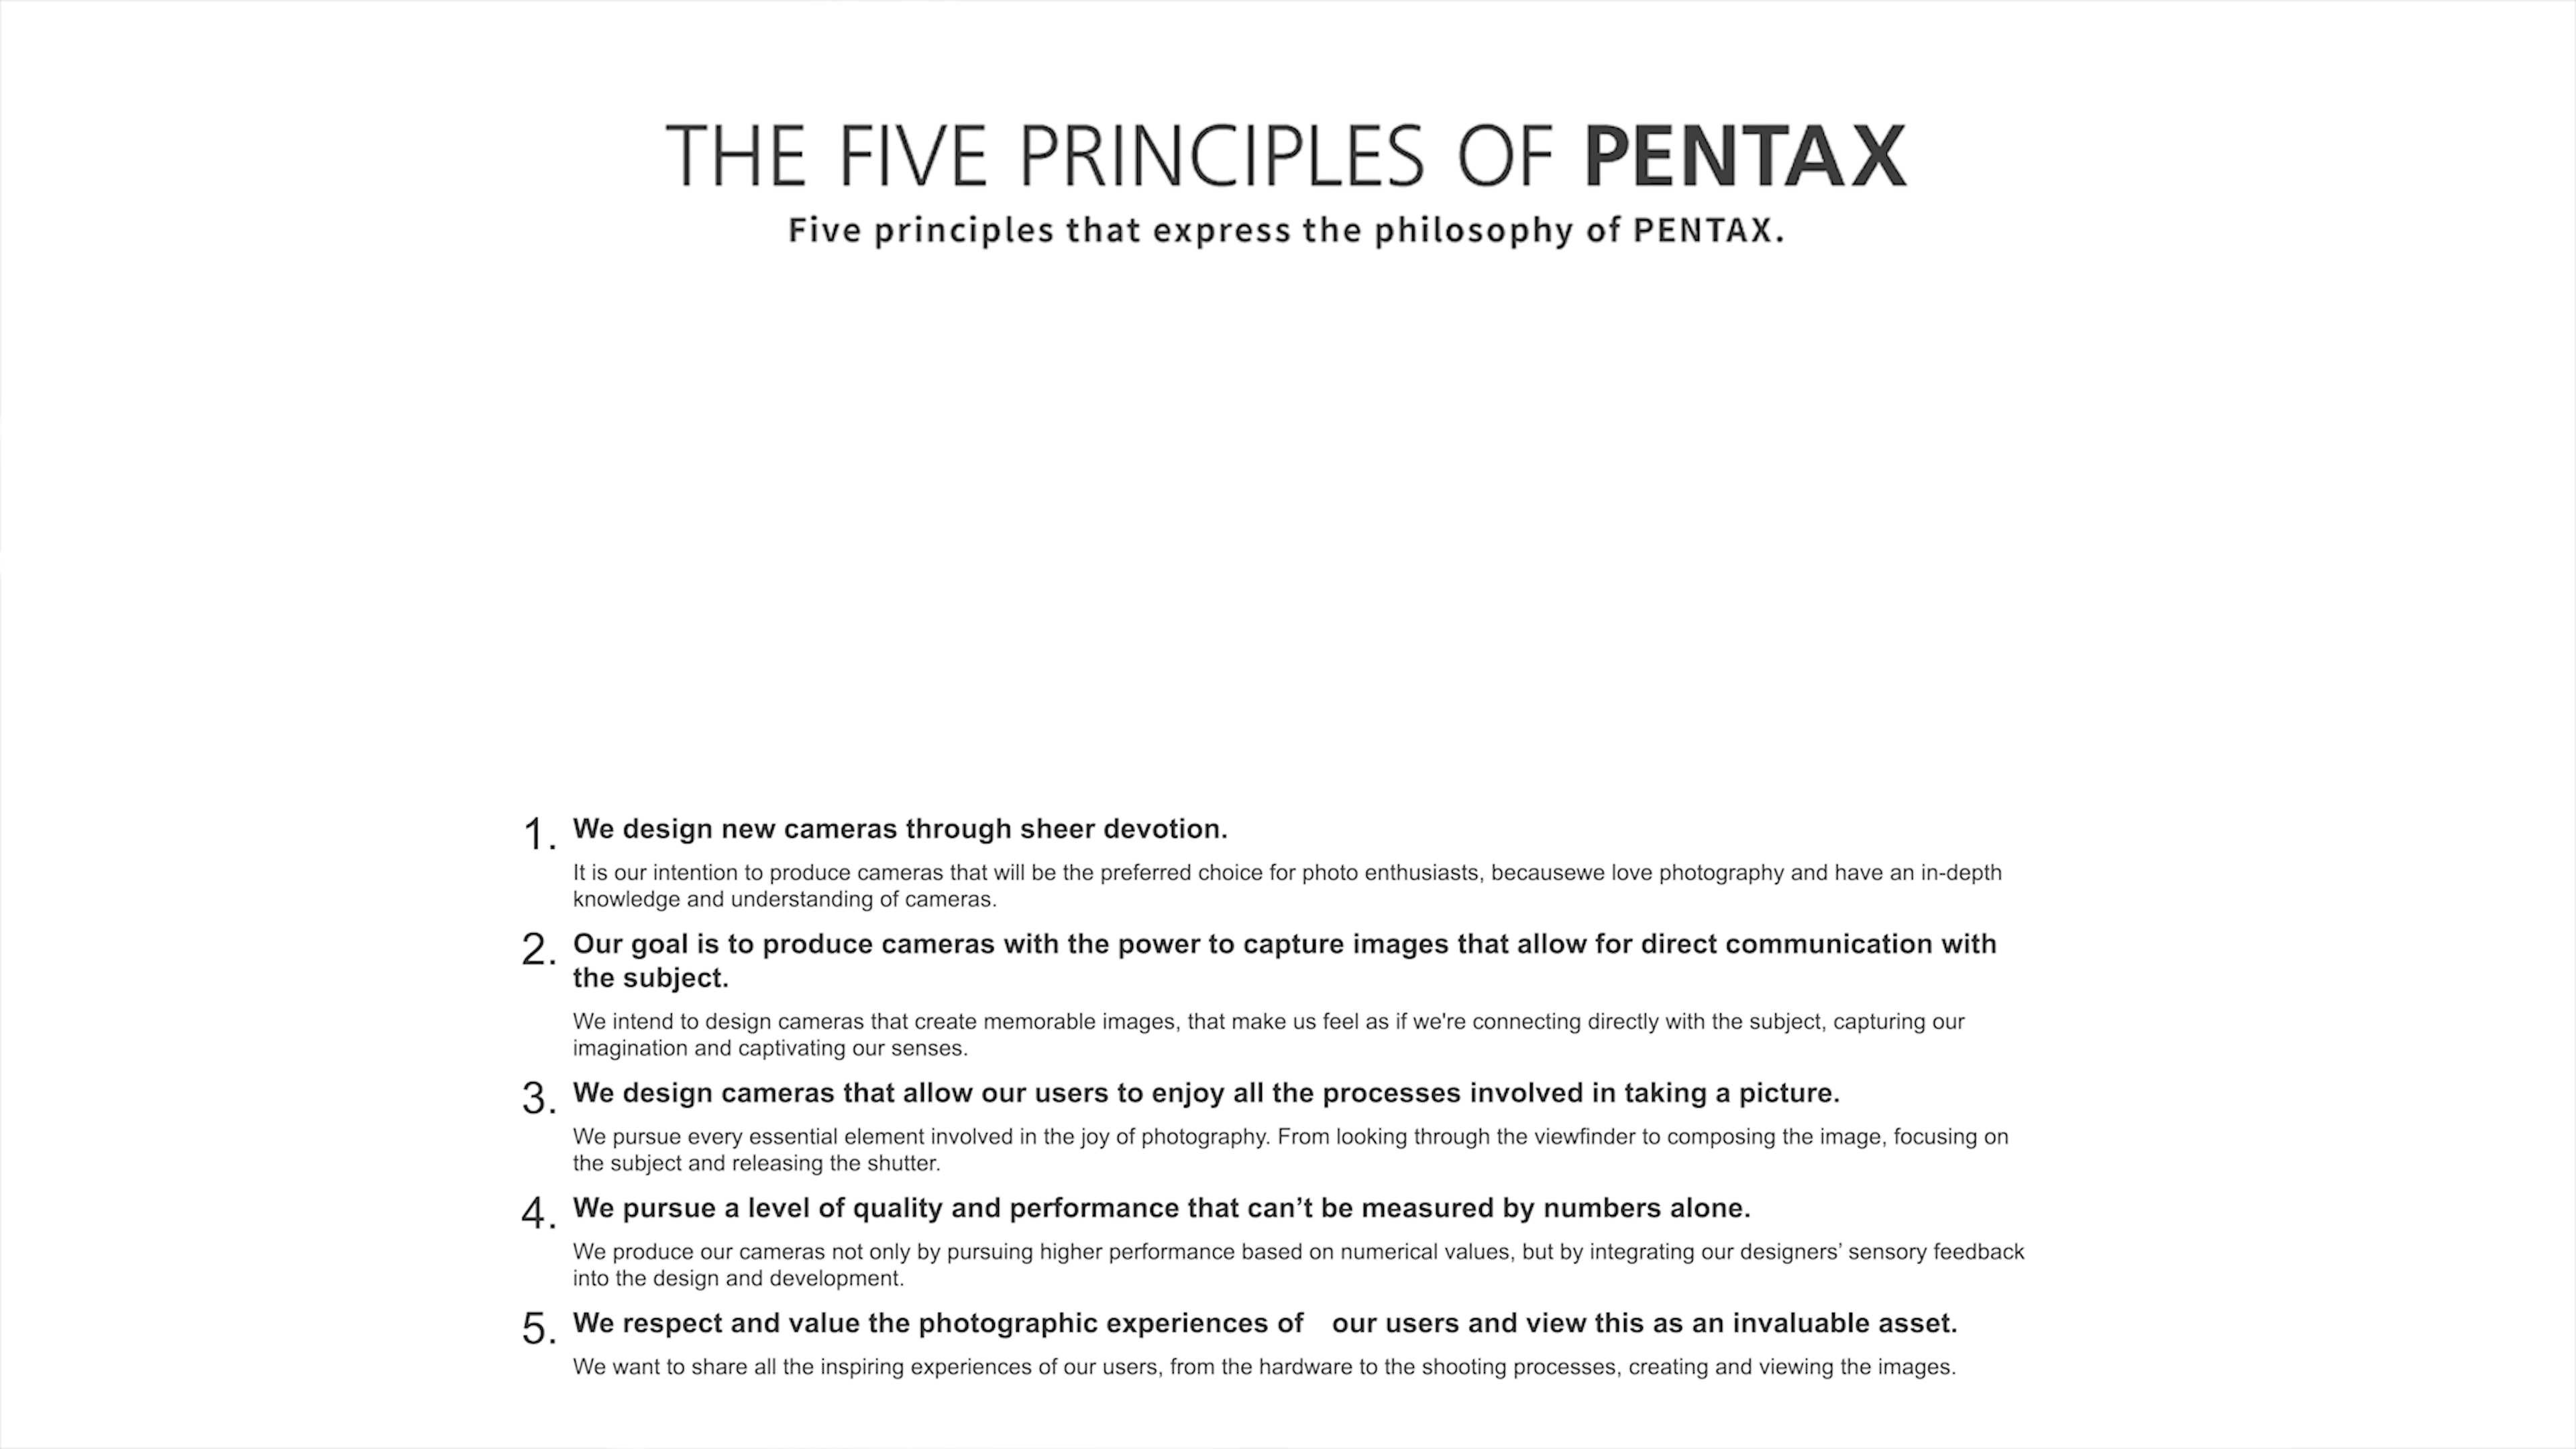 THE FIVE PRINCIPLES OF PENTAX
Five principles that express the philosophy of PENTAX.
1. We design new cameras through sheer devotion.
It is our intention to produce cameras that will be the preferred choice for photo enthusiasts, becausewe love photography and have an in-depth
knowledge and understanding of cameras.
2. Our goal is to produce cameras with the power to capture images that allow for direct communication with
the subject.
We intend to design cameras that create memorable images, that make us feel as if we're connecting directly with the subject, capturing our
imagination and captivating our senses.
3. We design cameras that allow our users to enjoy all the processes involved in taking a picture.
We pursue every essential element involved in the joy of photography. From looking through the viewfinder to composing the image, focusing on
the subject and releasing the shutter.
4. We pursue a level of quality and performance that can’t be measured by numbers alone.
We produce our cameras not only by pursuing higher performance based on numerical values, but by integrating our designers’ sensory feedback
into the design and development.
5. We respect and value the photographic experiences of our users and view this as an invaluable asset.
We want to share all the inspiring experiences of our users, from the hardware to the shooting processes, creating and viewing the images.